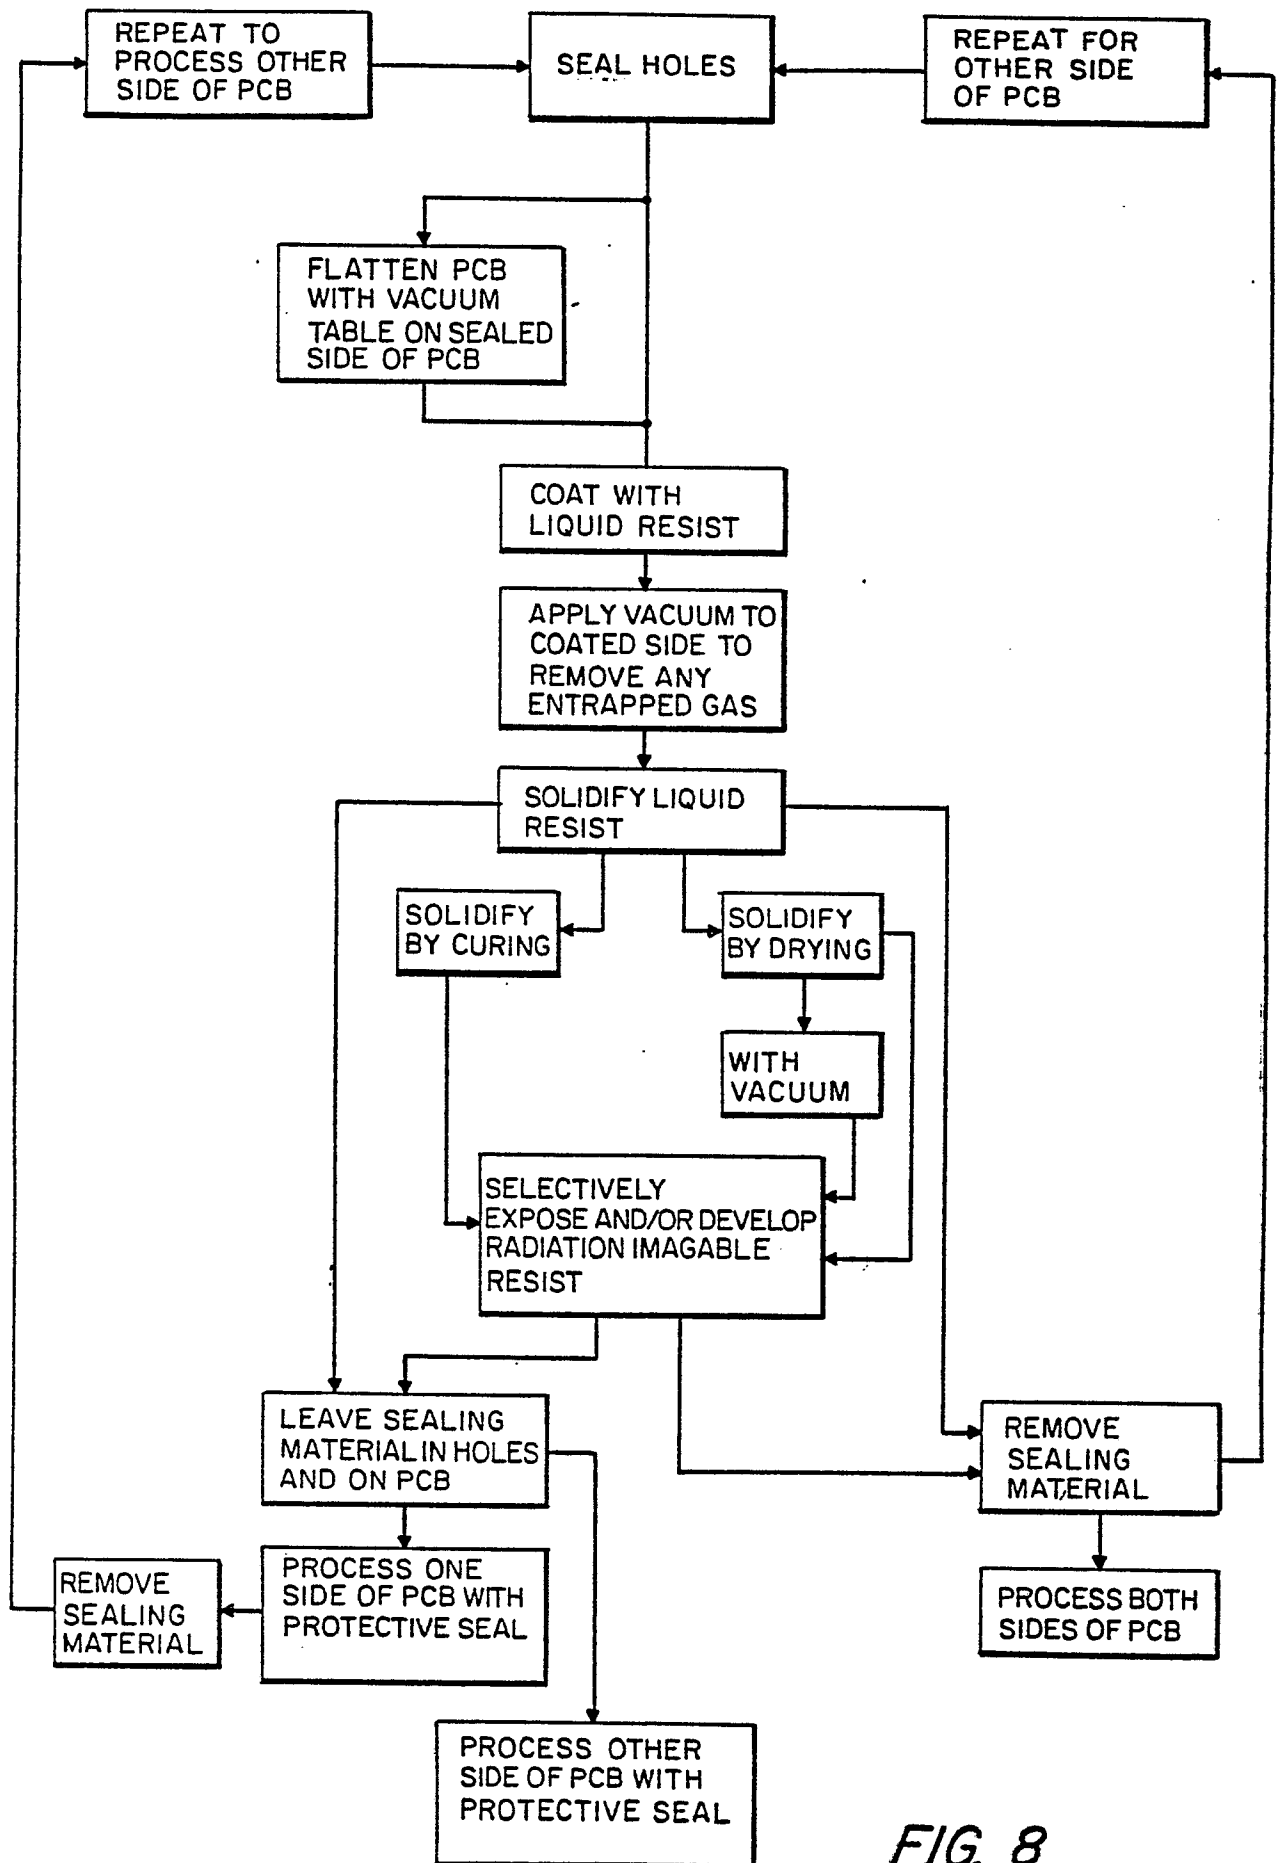 REPEAT TO
PROCESS OTHER
SIDE OF PCB
SEAL HOLES
REPEAT FOR
OTHER SIDE
OF PCB
FLATTEN PCB
WITH VACUUM
TABLE ON SEALED
SIDE OF PCB
COAT WITH
LIQUID RESIST
APPLY VACUUM TO
COATED SIDE TO
REMOVE ANY
ENTRAPPED GAS
SOLIDIFY LIQUID
RESIST
SOLIDIFY
BY CURING
SOLIDIFY
BY DRYING
WITH
VACUUM
SELECTIVELY
EXPOSE AND/OR DEVELOP
RADIATION IMAGABLE
RESIST
LEAVE SEALING
MATERIAL IN HOLES
AND ON PCB
REMOVE
SEALING
MATERIAL
REMOVE
SEALING
MATERIAL
PROCESS ONE
SIDE OF PCB WITH
PROTECTIVE SEAL
PROCESS BOTH
SIDES OF PCB
PROCESS OTHER
SIDE OF PCB WITH
PROTECTIVE SEAL
FIG. 8